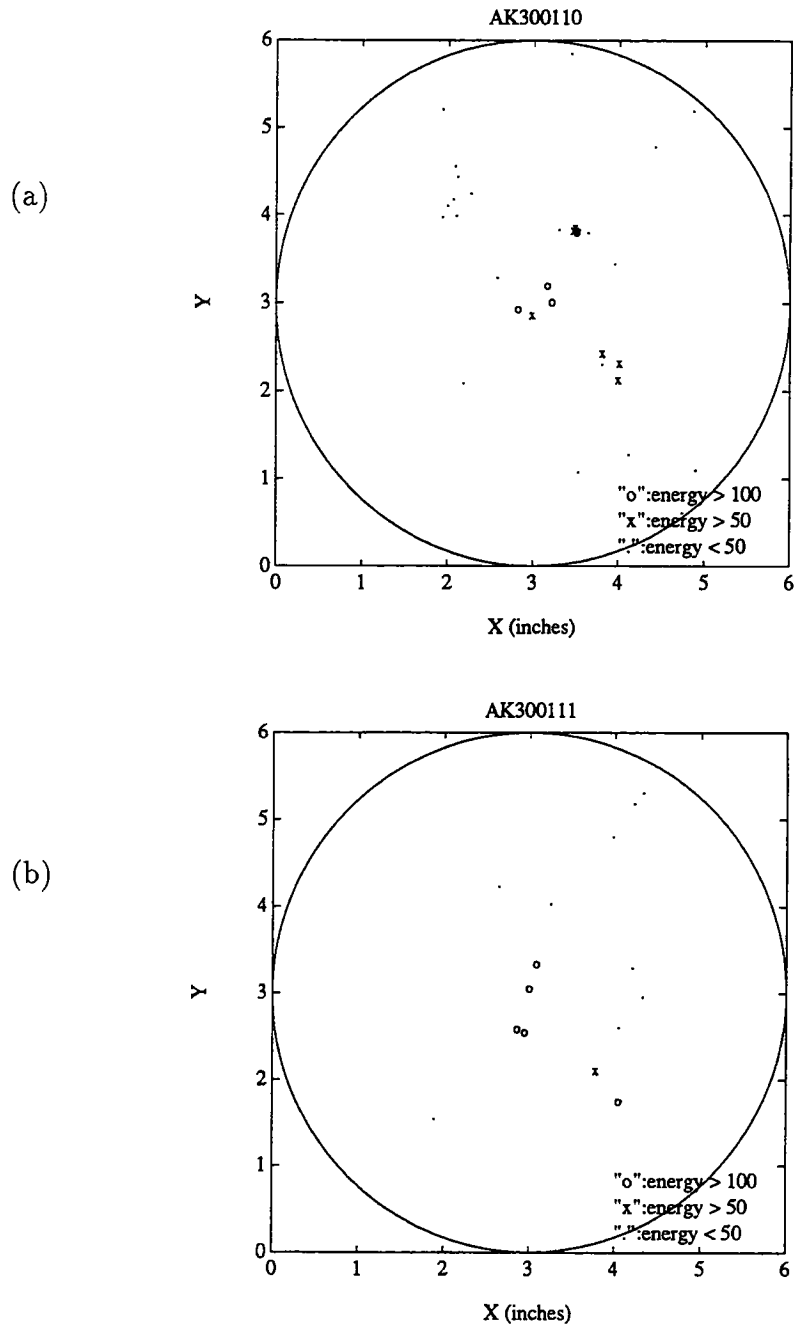 AK300110
(a)
6
5
4
3
2
1
0
Y
"o":energy > 100
"x":energy > 50
".":energy < 50
0 1 2 3 4 5 6
X (inches)
AK300111
(b)
6
5
4
3
2
1
0
Y
"o":energy > 100
"x":energy > 50
".":energy < 50
0 1 2 3 4 5 6
X (inches)